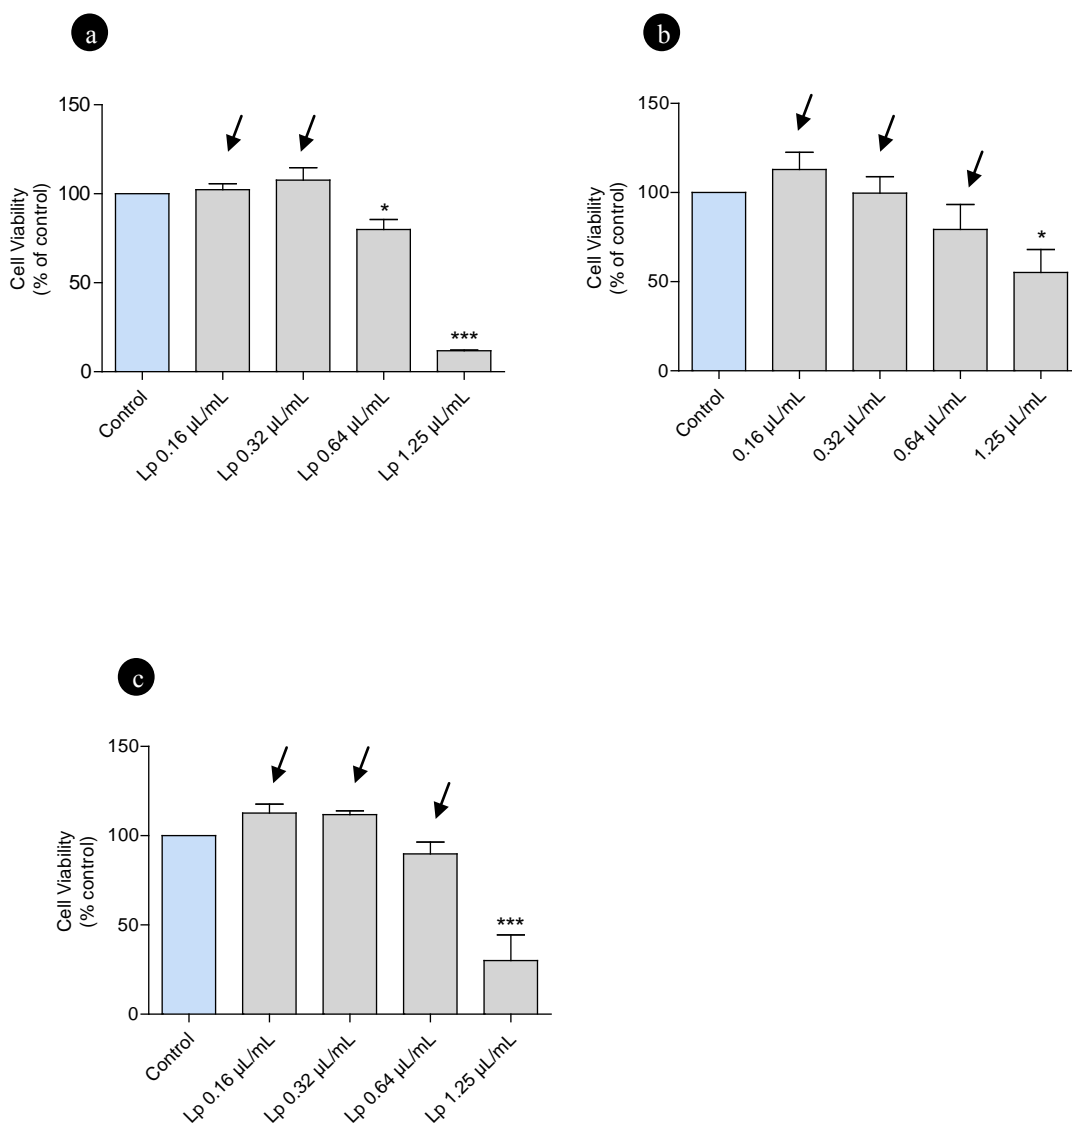 a
150
100
50
0
Cell Viability
(% of control)
*
***
Control
Lp 0.16 µL/mL
Lp 0.32 µL/mL
Lp 0.64 µL/mL
Lp 1.25 µL/mL
b
150
100
50
0
Cell Viability
(% of control)
*
Control
0.16 µL/mL
0.32 µL/mL
0.64 µL/mL
1.25 µL/mL
c
150
100
50
0
Cell Viability
(% control)
***
Control
Lp 0.16 µL/mL
Lp 0.32 µL/mL
Lp 0.64 µL/mL
Lp 1.25 µL/mL